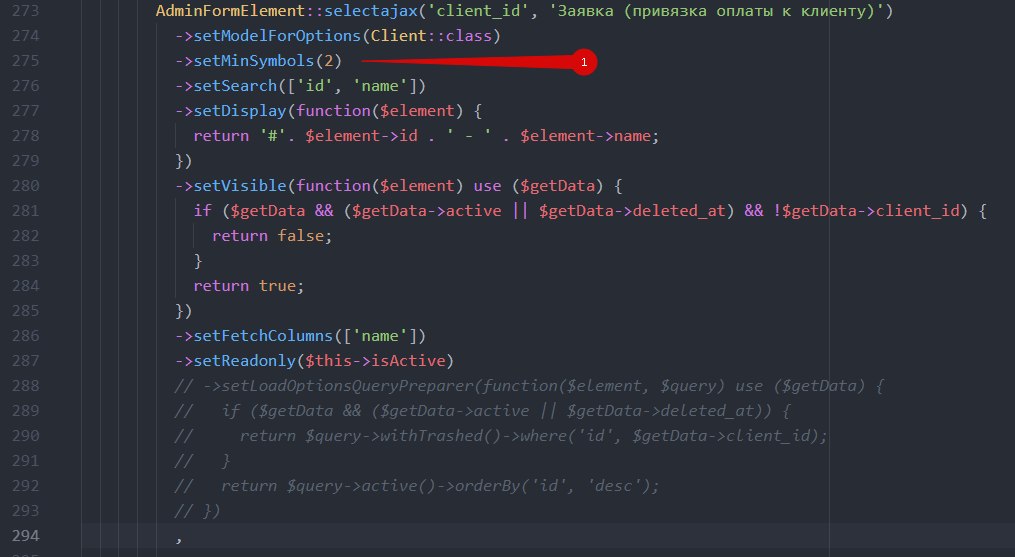 273 AdminFormElement::selectajax('client_id', 'Заявка (привязка оплаты к клиенту)')
274 ->setModelForOptions(Client::class)
275 ->setMinSymbols(2) 1
276 ->setSearch(['id', 'name'])
277 ->setDisplay(function($element) {
278 return '#'. $element->id . ' - ' . $element->name;
279 })
280 ->setVisible(function($element) use ($getData) {
281 if ($getData && ($getData->active || $getData->deleted_at) && !$getData->client_id) {
282 return false;
283 }
284 return true;
285 })
286 ->setFetchColumns(['name'])
287 ->setReadonly($this->isActive)
288 // ->setLoadOptionsQueryPreparer(function($element, $query) use ($getData) {
289 // if ($getData && ($getData->active || $getData->deleted_at)) {
290 // return $query->withTrashed()->where('id', $getData->client_id);
291 // }
292 // return $query->active()->orderBy('id', 'desc');
293 // })
294 ,